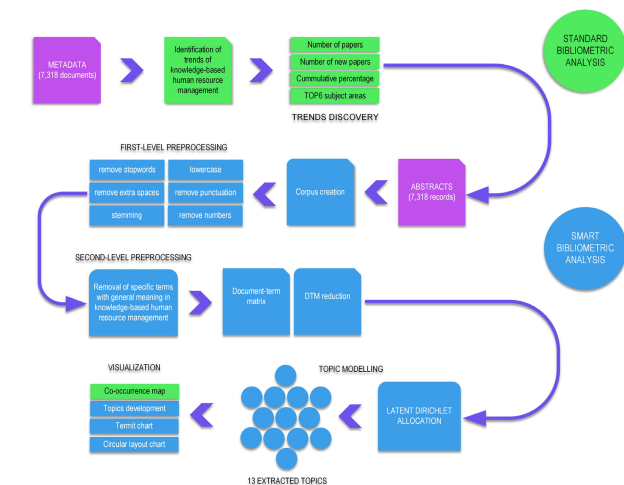 METADATA
(7,318 documents)
Identification of
trends of
knowledge-based
human resource
management
Number of papers
Number of new papers
Cummulative percentage
TOP6 subject areas
TRENDS DISCOVERY
STANDARD
BIBLIOMETRIC
ANALYSIS
FIRST-LEVEL PREPROCESSING
remove stopwords
lowercase
remove extra spaces
remove punctuation
stemming
remove numbers
Corpus creation
ABSTRACTS
(7,318 records)
SMART
BIBLIOMETRIC
ANALYSIS
SECOND-LEVEL PREPROCESSING
Removal of specific terms
with general meaning in
knowledge-based human
resource management
Document-term
matrix
DTM reduction
VISUALIZATION
Co-occurrence map
Topics development
Termit chart
Circular layout chart
TOPIC MODELLING
13 EXTRACTED TOPICS
LATENT DIRICHLET
ALLOCATION